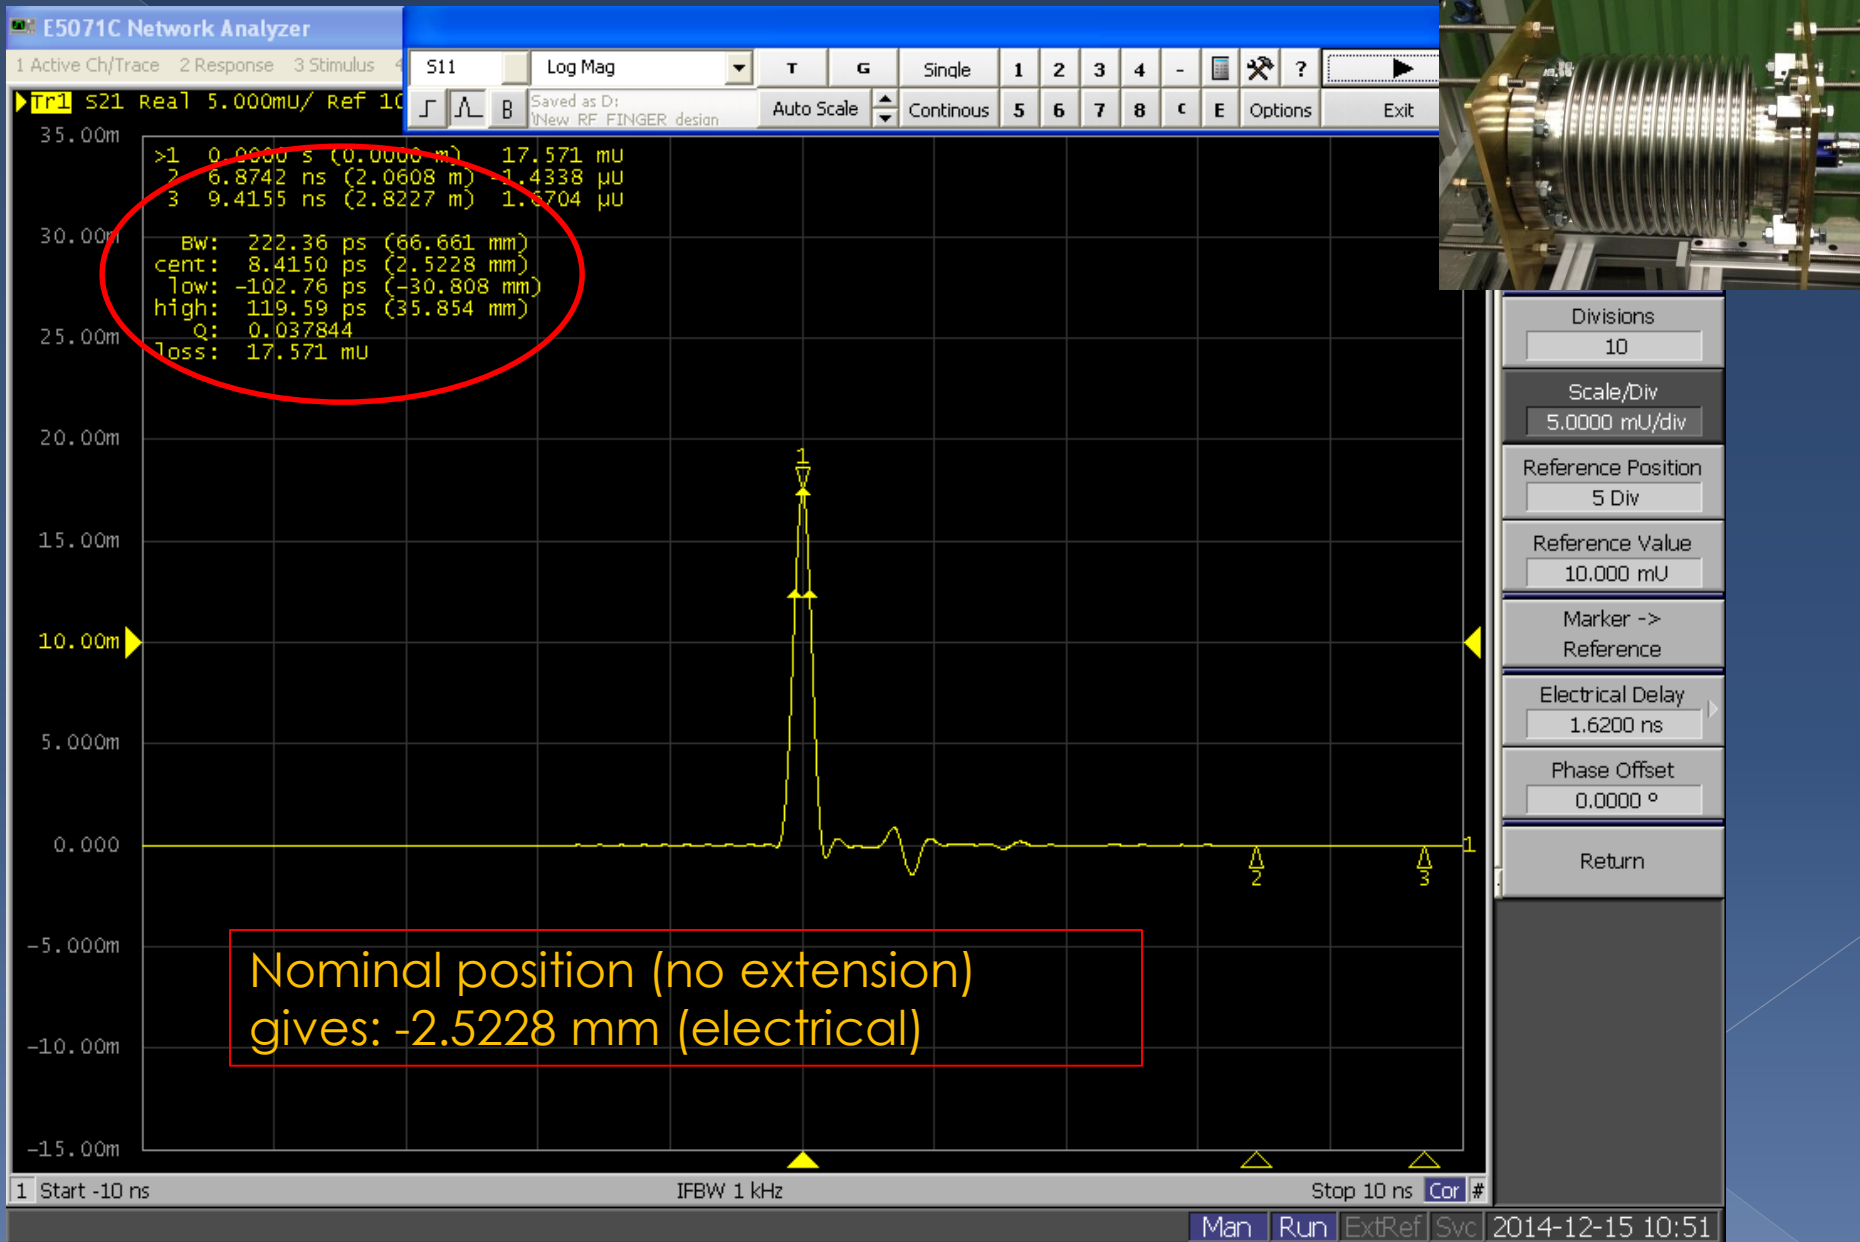 E5071C Network Analyzer
1 Active Ch/Trace 2 Response 3 Stimulus
S11 Log Mag T G Single 1 2 3 4 - ?
B Saved as D: Auto Scale Continous 5 6 7 8 c E Options Exit
\New RF FINGER design
Tr1 S21 Real 5.000mU/ Ref
35.00m
>1 0.0000 s (0.0000 m) 17.571 mU
2 6.8742 ns (2.0608 m) -1.4338 µU
3 9.4155 ns (2.8227 m) 1.6704 µU
30.00m
BW: 222.36 ps (66.661 mm)
cent: 8.4150 ps (2.5228 mm)
low: -102.76 ps (-30.808 mm)
high: 119.59 ps (35.854 mm)
Q: 0.037844
loss: 17.571 mU
25.00m
20.00m
15.00m
10.00m
5.000m
0.000
-5.000m
-10.00m
-15.00m
1
1
2
3
Nominal position (no extension)
gives: -2.5228 mm (electrical)
Divisions
10
Scale/Div
5.0000 mU/div
Reference Position
5 Div
Reference Value
10.000 mU
Marker ->
Reference
Electrical Delay
1.6200 ns
Phase Offset
0.0000 °
Return
1 Start -10 ns IFBW 1 kHz Stop 10 ns Cor #
Man Run ExtRef Svc 2014-12-15 10:51